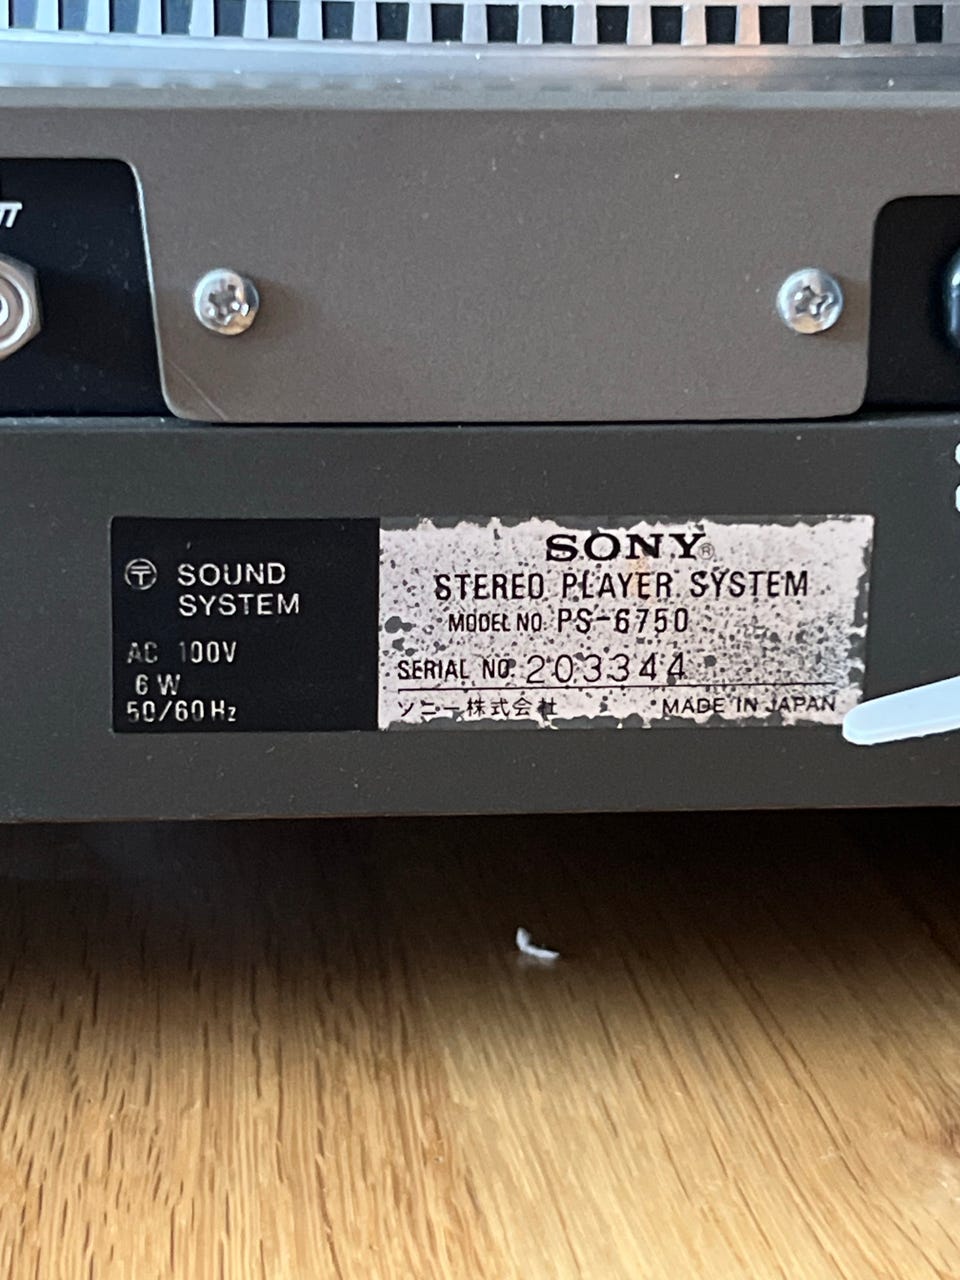 SOUND
SYSTEM
AC 100V
6 W
50/60 Hz
SONY®
STEREO PLAYER SYSTEM
MODEL NO. PS-6750
SERIAL NO. 203344
ソニー株式会社 MADE IN JAPAN